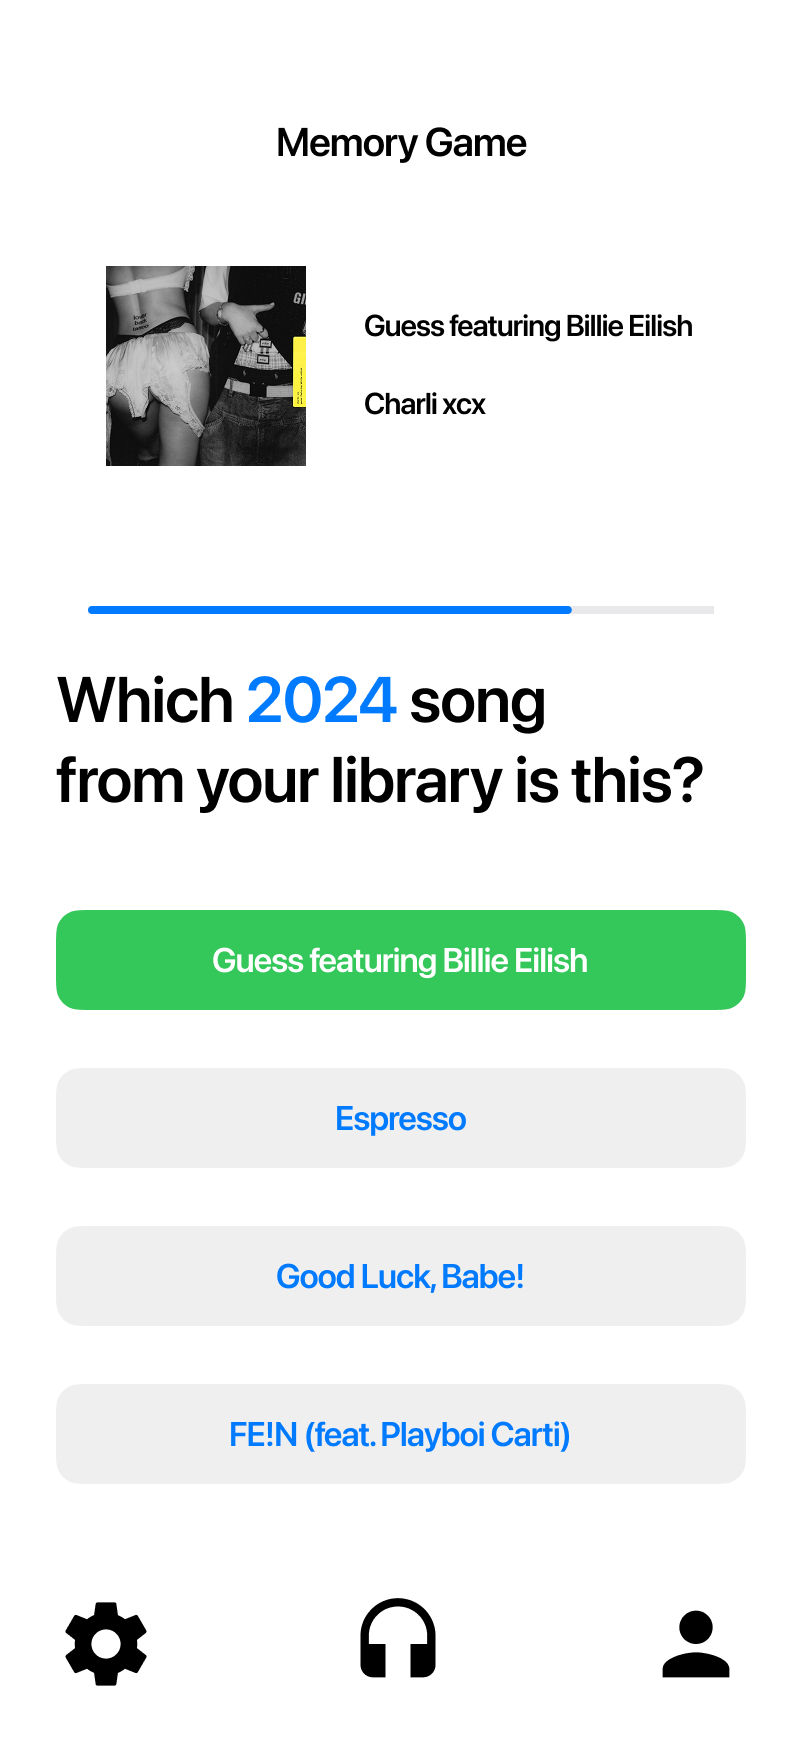 Memory Game
Guess featuring Billie Eilish
Charli xcx
Which 2024 song
from your library is this?
Guess featuring Billie Eilish
Espresso
Good Luck, Babe!
FE!N (feat. Playboi Carti)